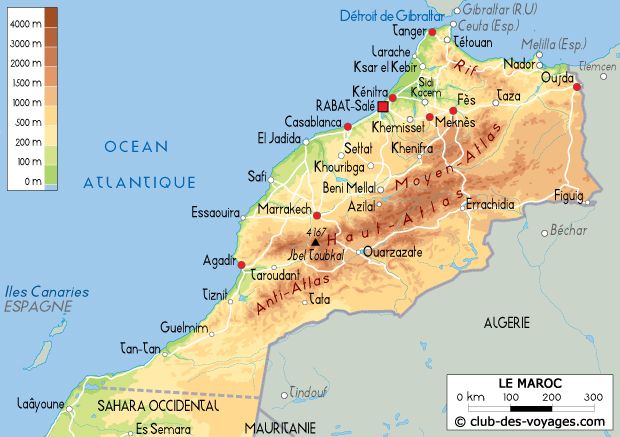 4000 m
3000 m
2000 m
1000 m
500 m
200 m
100 m
0 m
Détroit de Gibraltar
Gibraltar (R.U)
Ceuta (Esp.)
Tanger
Tétouan
Melilla (Esp.)
Larache
Nador
Ksar el Kebir
Rif
Oujda
Tlemcen
Sidi
Kacem
Kénitra
RABAT-Salé
Fès
Taza
Casablanca
Khemisset
Meknès
El Jadida
Settat
Khenifra
Khouribga
Moyen-Atlas
OCEAN
ATLANTIQUE
Safi
Beni Mellal
Azilal
Figuig
Essaouira
Marrakech
Haut-Atlas
Errachidia
4167
Jbel Toubkal
Béchar
Ouarzazate
Agadir
Taroudant
Anti-Atlas
Iles Canaries
ESPAGNE
Tiznit
Tata
Guelmim
ALGERIE
Tan-Tan
Tindouf
LE MAROC
0 km 100 200 300
Laâyoune
SAHARA OCCIDENTAL
© club-des-voyages.com
Es Semara
MAURITANIE